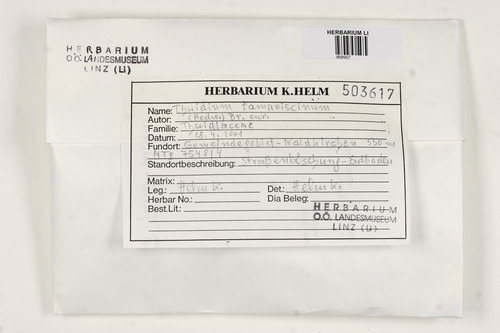 HERBARIUM LI
868907
HERBARIUM
O.Ö. LANDESMUSEUM
LINZ (LI)
HERBARIUM K.HELM 503617
Name: Thuidium tamariscinum
Autor: (Hedw.) Br. eur.
Familie: Thuidiaceae
Datum: 28.4.2001
Fundort: Gemeindegebiet - Waldkirchen 550 m
MTB 7548/4
Standortbeschreibung: Straßenböschung - Erdboden
Matrix:
Leg.: Helm K. Det.: Helm K.
Herbar No.: Dia Beleg:
Best.Lit.:
HERBARIUM
O.Ö. LANDESMUSEUM
LINZ (LI)